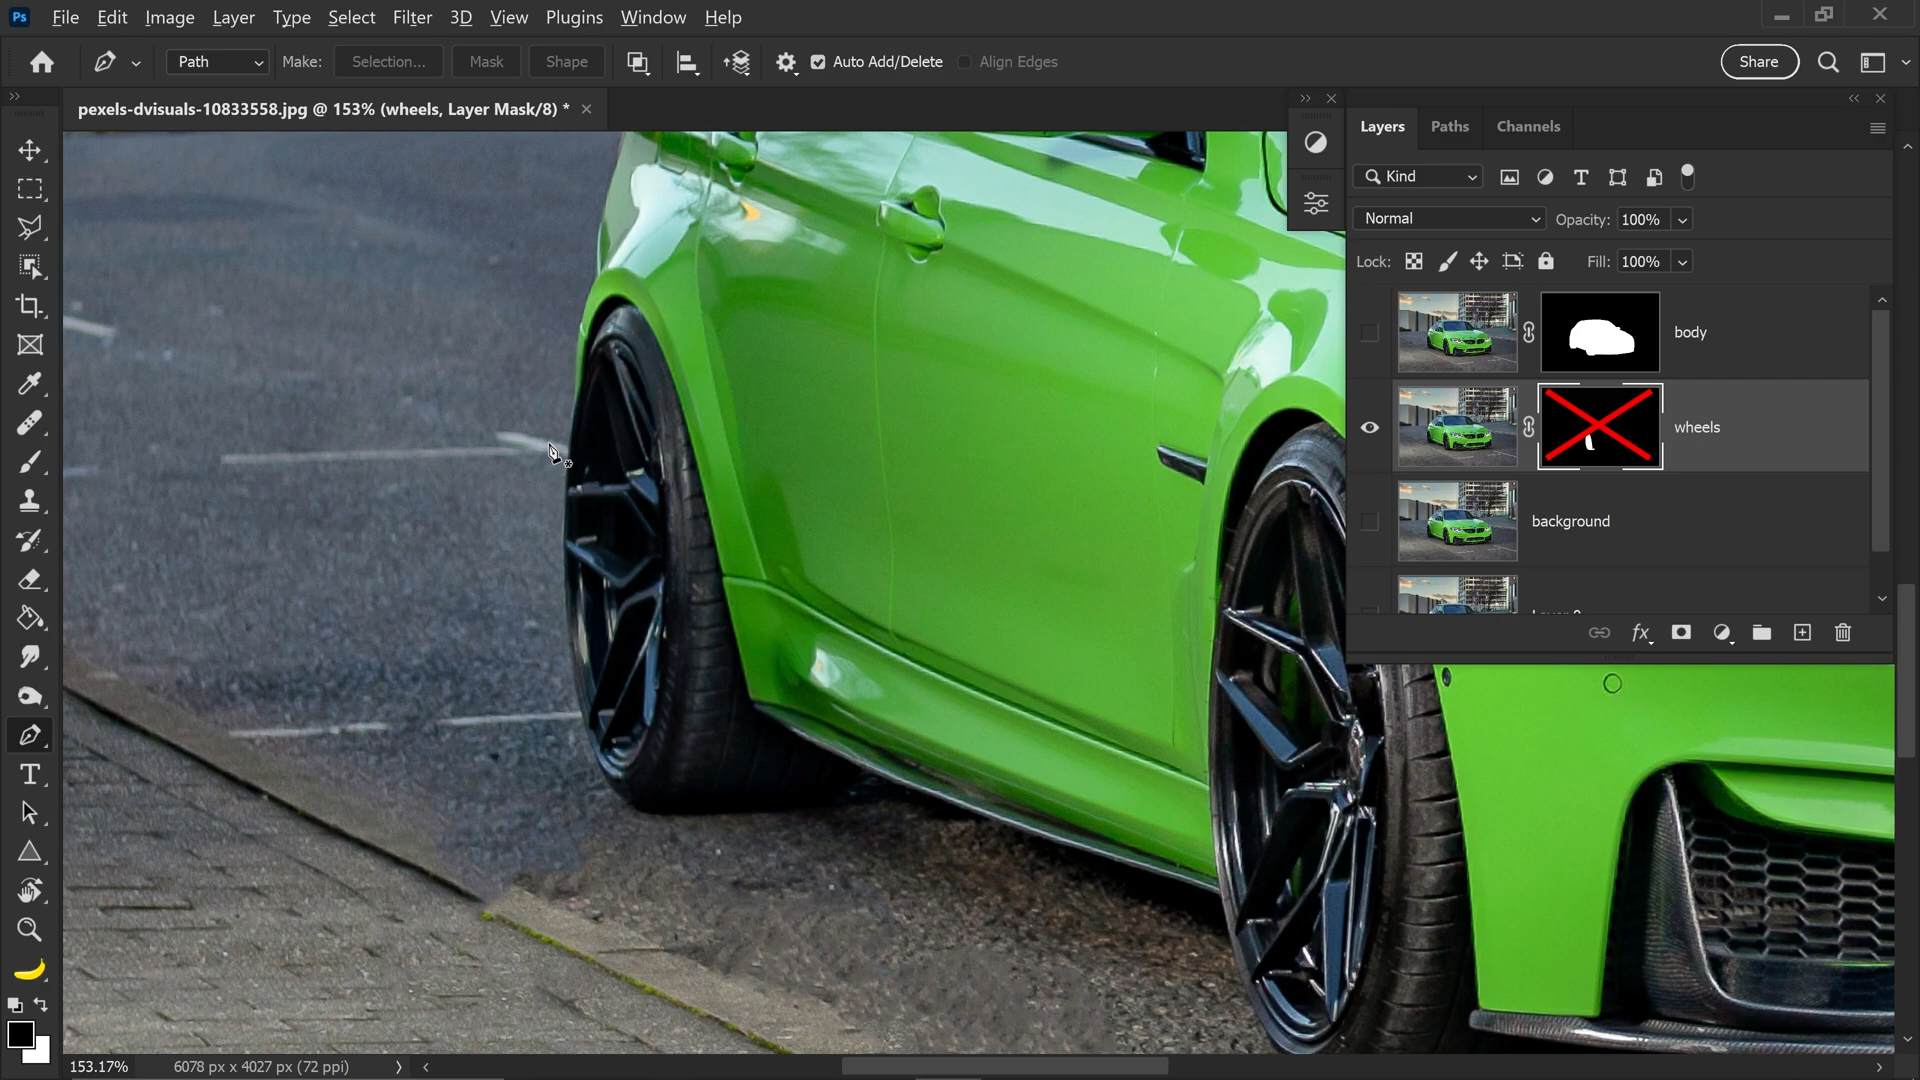 Ps File Edit Image Layer Type Select Filter 3D View Plugins Window Help
Path Make: Selection... Mask Shape Auto Add/Delete Align Edges Share
pexels-dvisuals-10833558.jpg @ 153% (wheels, Layer Mask/8) *
Layers Paths Channels
Kind
Normal Opacity: 100%
Lock: Fill: 100%
body
wheels
background
153.17% 6078 px x 4027 px (72 ppi)